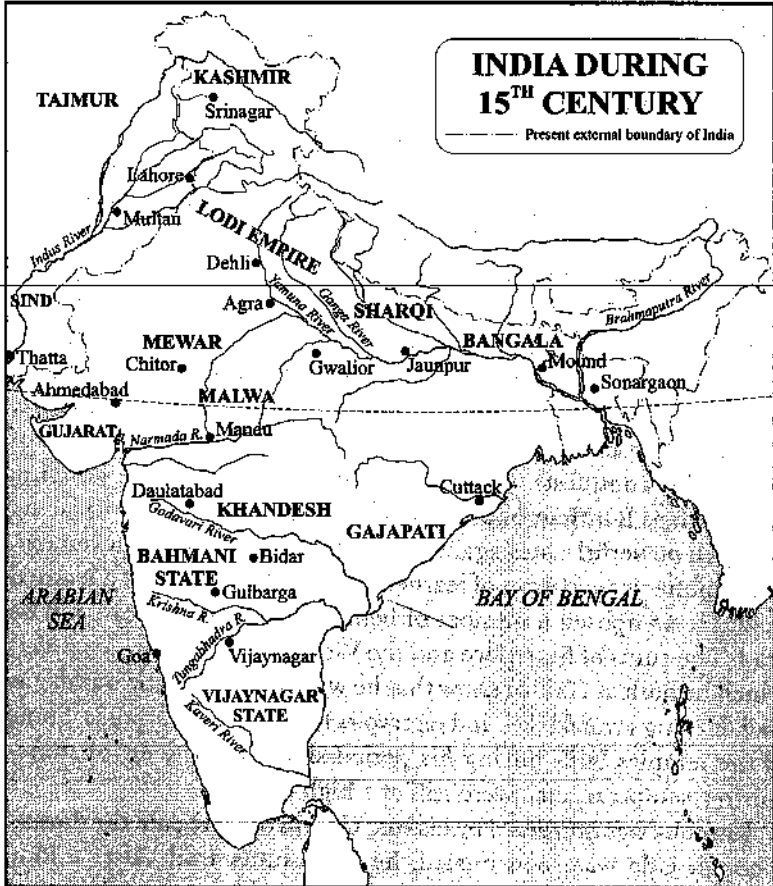 INDIA DURING
15TH CENTURY
Present external boundary of India
KASHMIR
TAIMUR
Srinagar
Lahore
Multan
Indus River
LODI EMPIRE
Dehli
Yamuna River
Ganga River
Agra
SIND
SHARQI
Brahmaputra River
MEWAR
BANGALA
Thatta
Chitor
Gwalior
Jaunpur
Mound
Sonargaon
Ahmedabad
MALWA
GUJARAT
Narmada R.
Mandu
Daulatabad
KHANDESH
Cuttack
Godavari River
GAJAPATI
BAHMANI
STATE
Bidar
Gulbarga
ARABIAN
SEA
BAY OF BENGAL
Krishna R.
Tungabhadra R.
Goa
Vijaynagar
VIJAYNAGAR
STATE
Kavari River